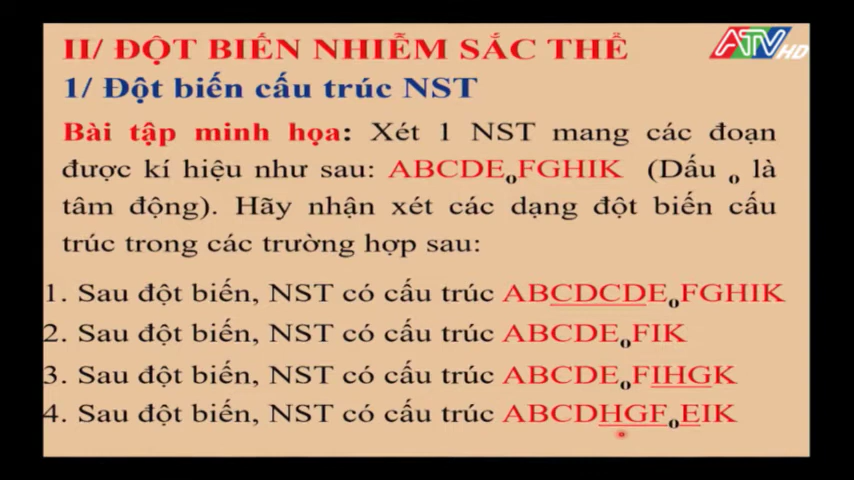 II/ ĐỘT BIẾN NHIỄM SẮC THỂ
ATV HD
1/ Đột biến cấu trúc NST
Bài tập minh họa: Xét 1 NST mang các đoạn
được kí hiệu như sau: ABCDEoFGHIK (Dấu o là
tâm động). Hãy nhận xét các dạng đột biến cấu
trúc trong các trường hợp sau:
1. Sau đột biến, NST có cấu trúc ABCDCDEoFGHIK
2. Sau đột biến, NST có cấu trúc ABCDEoFIK
3. Sau đột biến, NST có cấu trúc ABCDEoFIHGK
4. Sau đột biến, NST có cấu trúc ABCDHGFoEIK